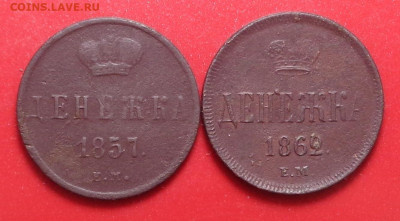 COINS.LAVE.RU
ДЕНЕЖКА
1857.
Е.М.
ДЕНЕЖКА
1862.
Е.М.